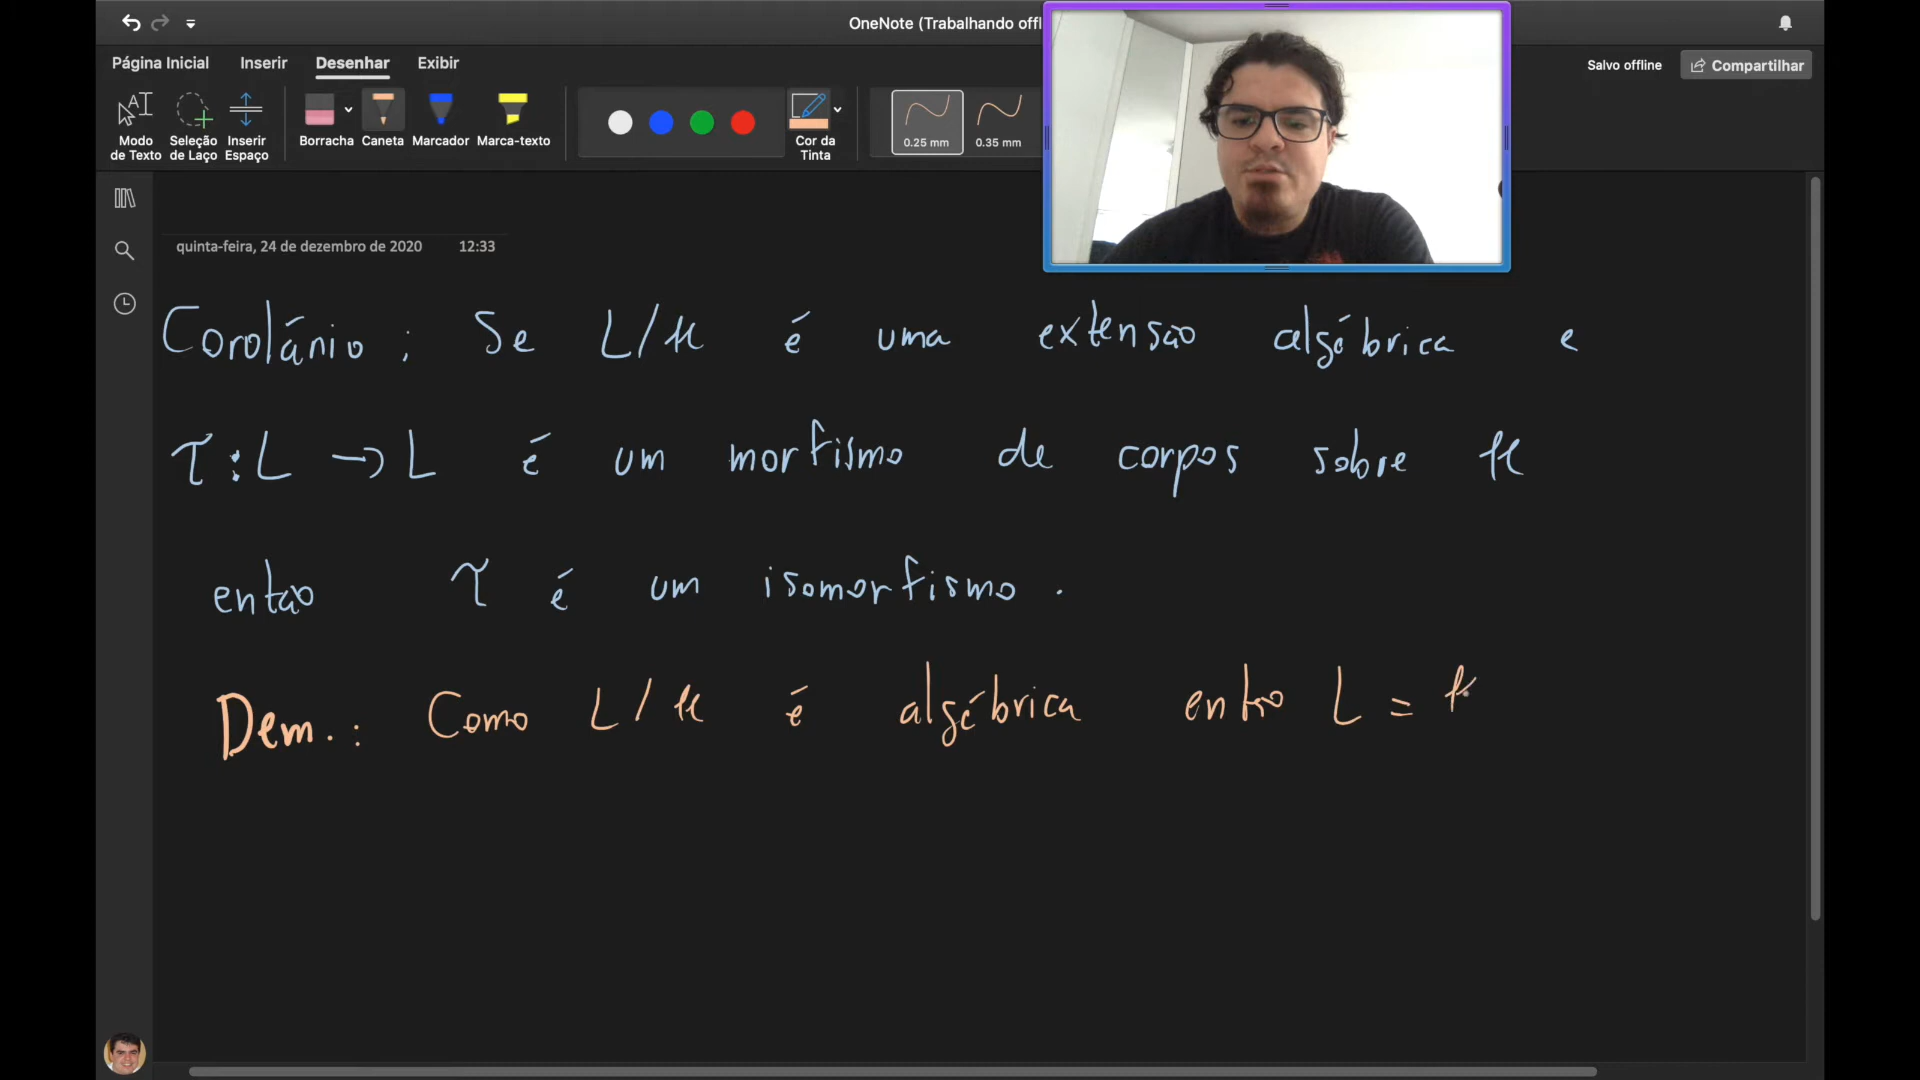 OneNote (Trabalhando offl
Página Inicial Inserir Desenhar Exibir
Salvo offline Compartilhar
Modo de Texto Seleção de Laço Inserir Espaço Borracha Caneta Marcador Marca-texto Cor da Tinta 0.25 mm 0.35 mm
quinta-feira, 24 de dezembro de 2020 12:33
Corolário : Se L/K é uma extensão algébrica e
τ : L → L é um morfismo de corpos sobre K
então τ é um isomorfismo .
Dem. : Como L/K é algébrica então L = K